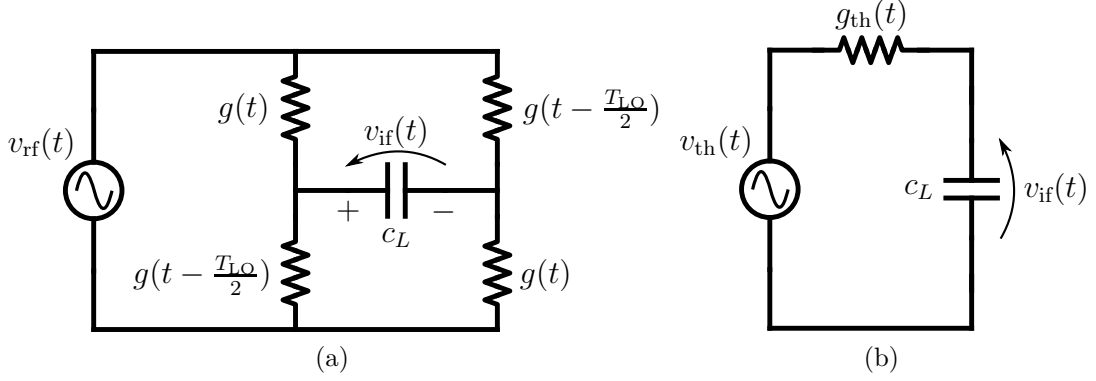 v_rf(t)
g(t)
g(t − T_LO/2)
v_if(t)
+ −
c_L
g(t − T_LO/2)
g(t)
(a)
g_th(t)
v_th(t)
c_L
v_if(t)
(b)